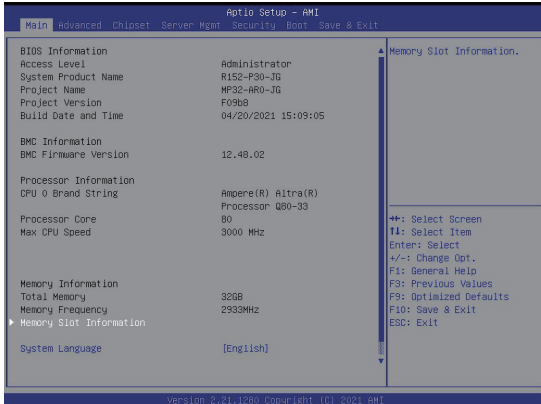 Aptio Setup - AMI
Main Advanced Chipset Server Mgmt Security Boot Save & Exit
BIOS Information
Access Level Administrator
System Product Name R152-P30-JG
Project Name MP32-AR0-JG
Project Version F09b8
Build Date and Time 04/20/2021 15:09:05
BMC Information
BMC Firmware Version 12.48.02
Processor Information
CPU 0 Brand String Ampere(R) Altra(R)
Processor Q80-33
Processor Core 80
Max CPU Speed 3000 MHz
Memory Information
Total Memory 32GB
Memory Frequency 2933MHz
Memory Slot Information
System Language [English]
Memory Slot Information.
→←: Select Screen
↑↓: Select Item
Enter: Select
+/-: Change Opt.
F1: General Help
F3: Previous Values
F9: Optimized Defaults
F10: Save & Exit
ESC: Exit
Version 2.21.1280 Copyright (C) 2021 AMI